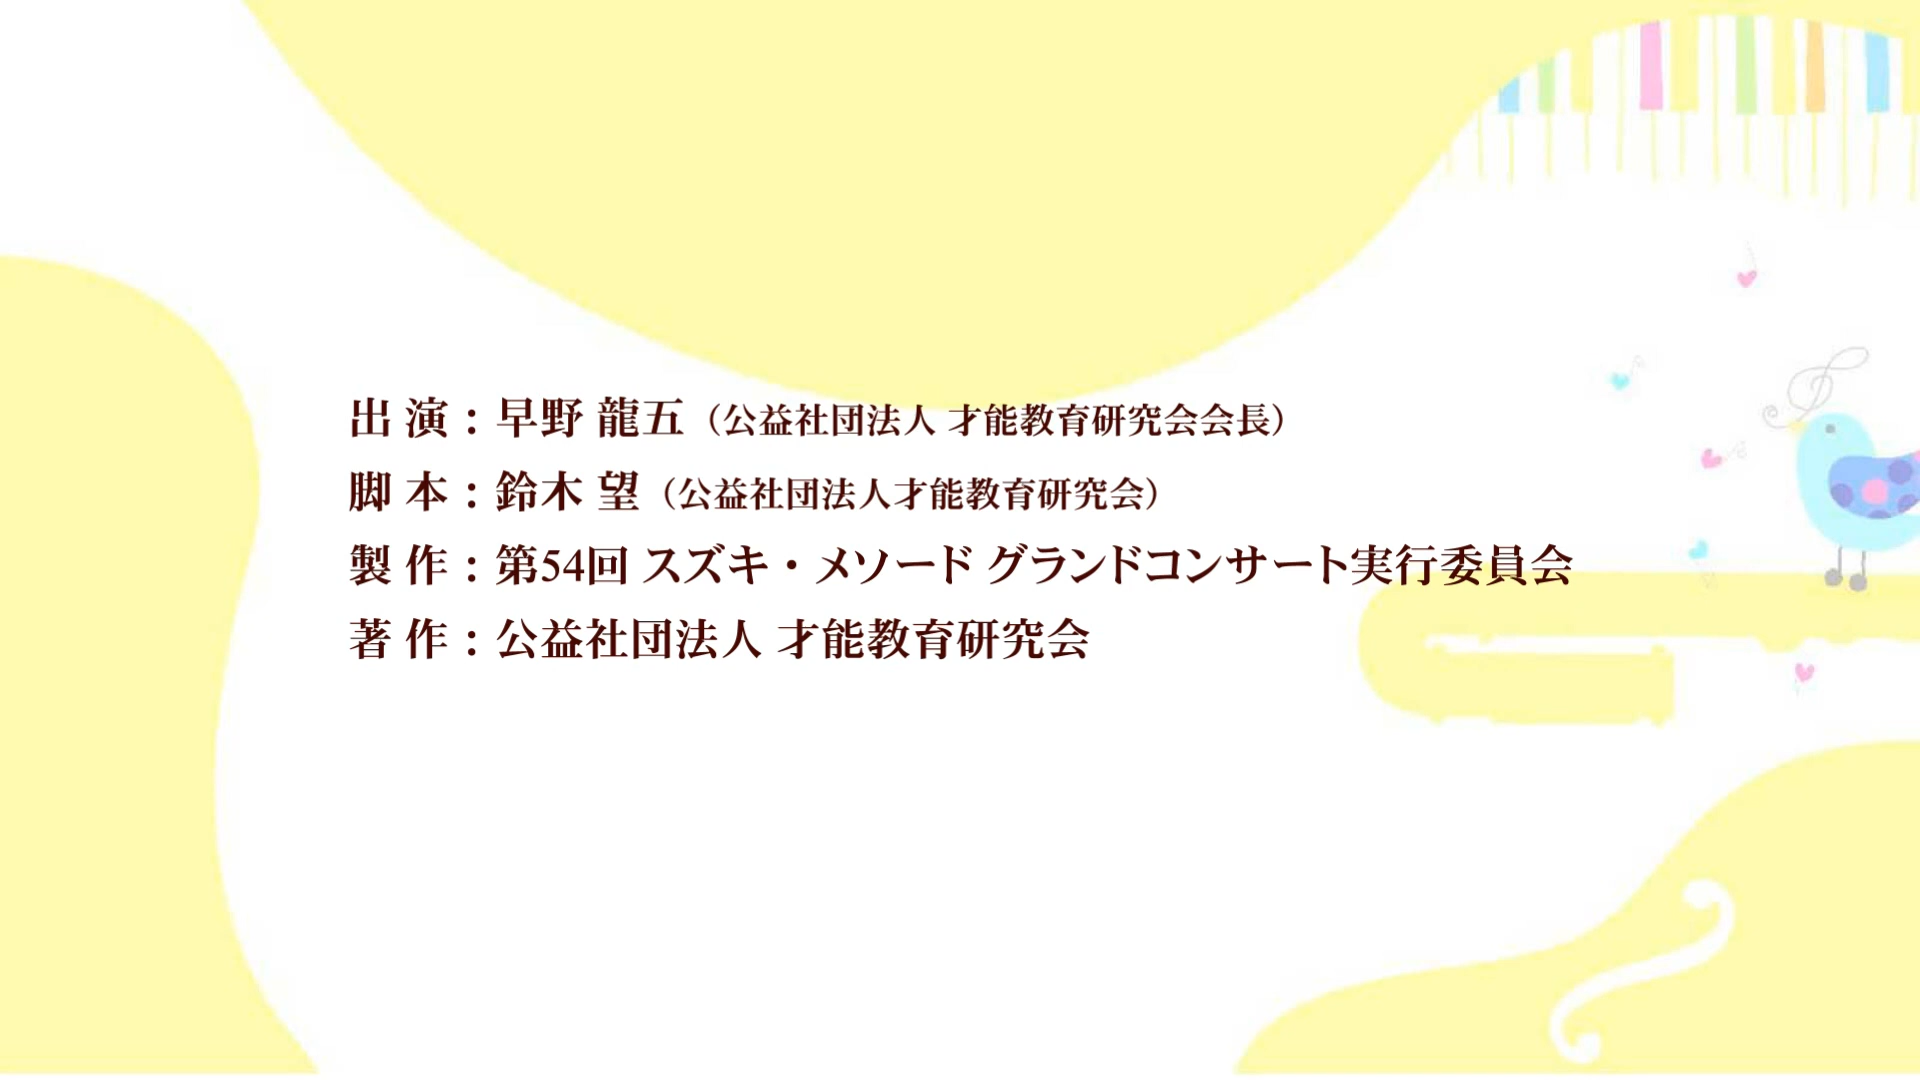 出 演：早野 龍五（公益社団法人 才能教育研究会会長）
脚 本：鈴木 望（公益社団法人才能教育研究会）
製 作：第54回 スズキ・メソード グランドコンサート実行委員会
著 作：公益社団法人 才能教育研究会